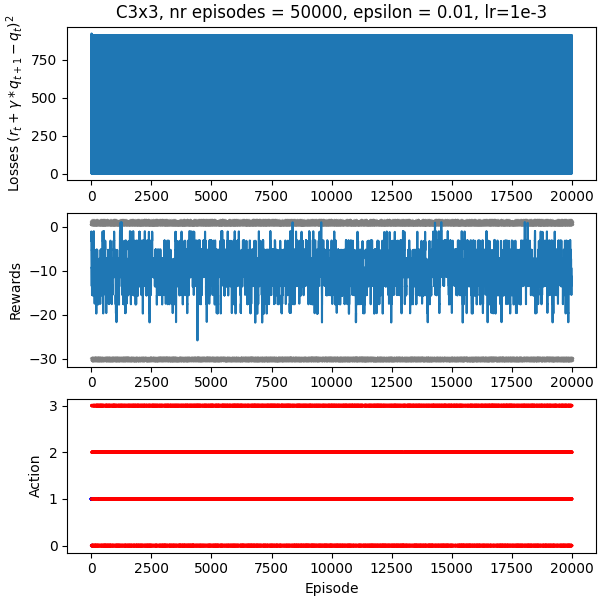 C3x3, nr episodes = 50000, epsilon = 0.01, lr=1e-3
Losses $(r_t + \gamma * q_{t+1} - q_t)^2$
750
500
250
0
0 2500 5000 7500 10000 12500 15000 17500 20000
Rewards
0
−10
−20
−30
0 2500 5000 7500 10000 12500 15000 17500 20000
Action
3
2
1
0
0 2500 5000 7500 10000 12500 15000 17500 20000
Episode